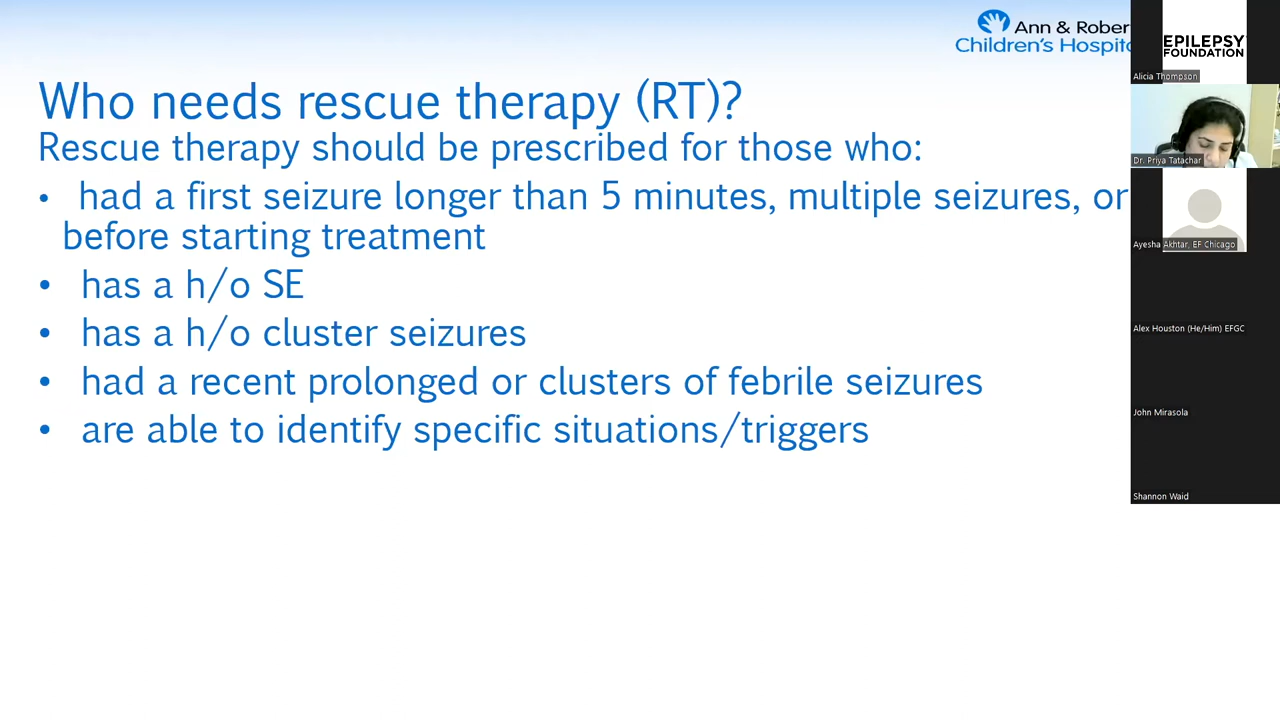 Ann & Rober
Children's Hospit
Who needs rescue therapy (RT)?
Rescue therapy should be prescribed for those who:
• had a first seizure longer than 5 minutes, multiple seizures, or
before starting treatment
• has a h/o SE
• has a h/o cluster seizures
• had a recent prolonged or clusters of febrile seizures
• are able to identify specific situations/triggers
EPILEPSY
FOUNDATION
Alicia Thompson
Dr. Priya Tatachar
Ayesha Akhtar, EF Chicago
Alex Houston (He/Him) EFGC
John Mirasola
Shannon Waid